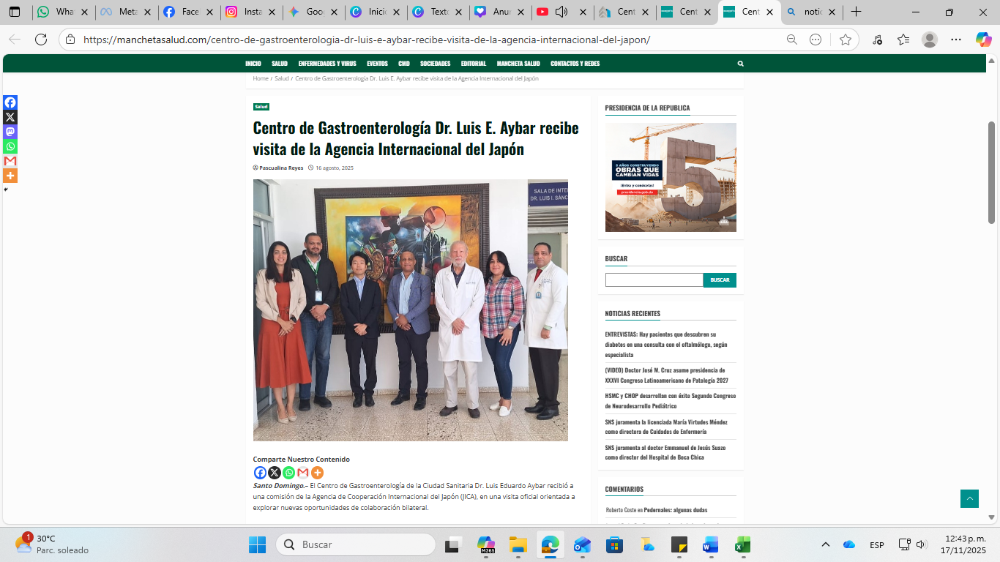 Meta
Face
Insta
Goo
Inicio
Texto
Anur
Cent
Cent
Cent
notic
https://manchetasalud.com/centro-de-gastroenterologia-dr-luis-e-aybar-recibe-visita-de-la-agencia-internacional-del-japon/
INICIO SALUD ENFERMEDADES Y VIRUS EVENTOS CMD SOCIEDADES EDITORIAL MANCHETA SALUD CONTACTOS Y REDES
Home / Salud / Centro de Gastroenterología Dr. Luis E. Aybar recibe visita de la Agencia Internacional del Japón
Salud
Centro de Gastroenterología Dr. Luis E. Aybar recibe
visita de la Agencia Internacional del Japón
Pascualina Reyes 16 agosto, 2025
SALA DE INTE
DR. LUIS I. SÁNC
Comparte Nuestro Contenido
Santo Domingo.– El Centro de Gastroenterología de la Ciudad Sanitaria Dr. Luis Eduardo Aybar recibió a
una comisión de la Agencia de Cooperación Internacional del Japón (JICA), en una visita oficial orientada a
explorar nuevas oportunidades de colaboración bilateral.
PRESIDENCIA DE LA REPUBLICA
5 AÑOS CONSTRUYENDO
OBRAS QUE
CAMBIAN VIDAS
¡Entra y conócelas!
presidencia.gob.do
5
BUSCAR
BUSCAR
NOTICIAS RECIENTES
ENTREVISTAS: Hay pacientes que descubren su
diabetes en una consulta con el oftalmólogo, según
especialista
(VIDEO) Doctor José M. Cruz asume presidencia de
XXXVI Congreso Latinoamericano de Patología 2027
HSMC y CHOP desarrollan con éxito Segundo Congreso
de Neurodesarrollo Pediátrico
SNS juramenta la licenciada María Virtudes Méndez
como directora de Cuidados de Enfermería
SNS juramenta al doctor Emmanuel de Jesús Suazo
como director del Hospital de Boca Chica
COMENTARIOS
Roberto Coste en Pedernales: algunas dudas
1
30°C
Parc. soleado
Buscar
M365
ESP
12:43 p. m.
17/11/2025